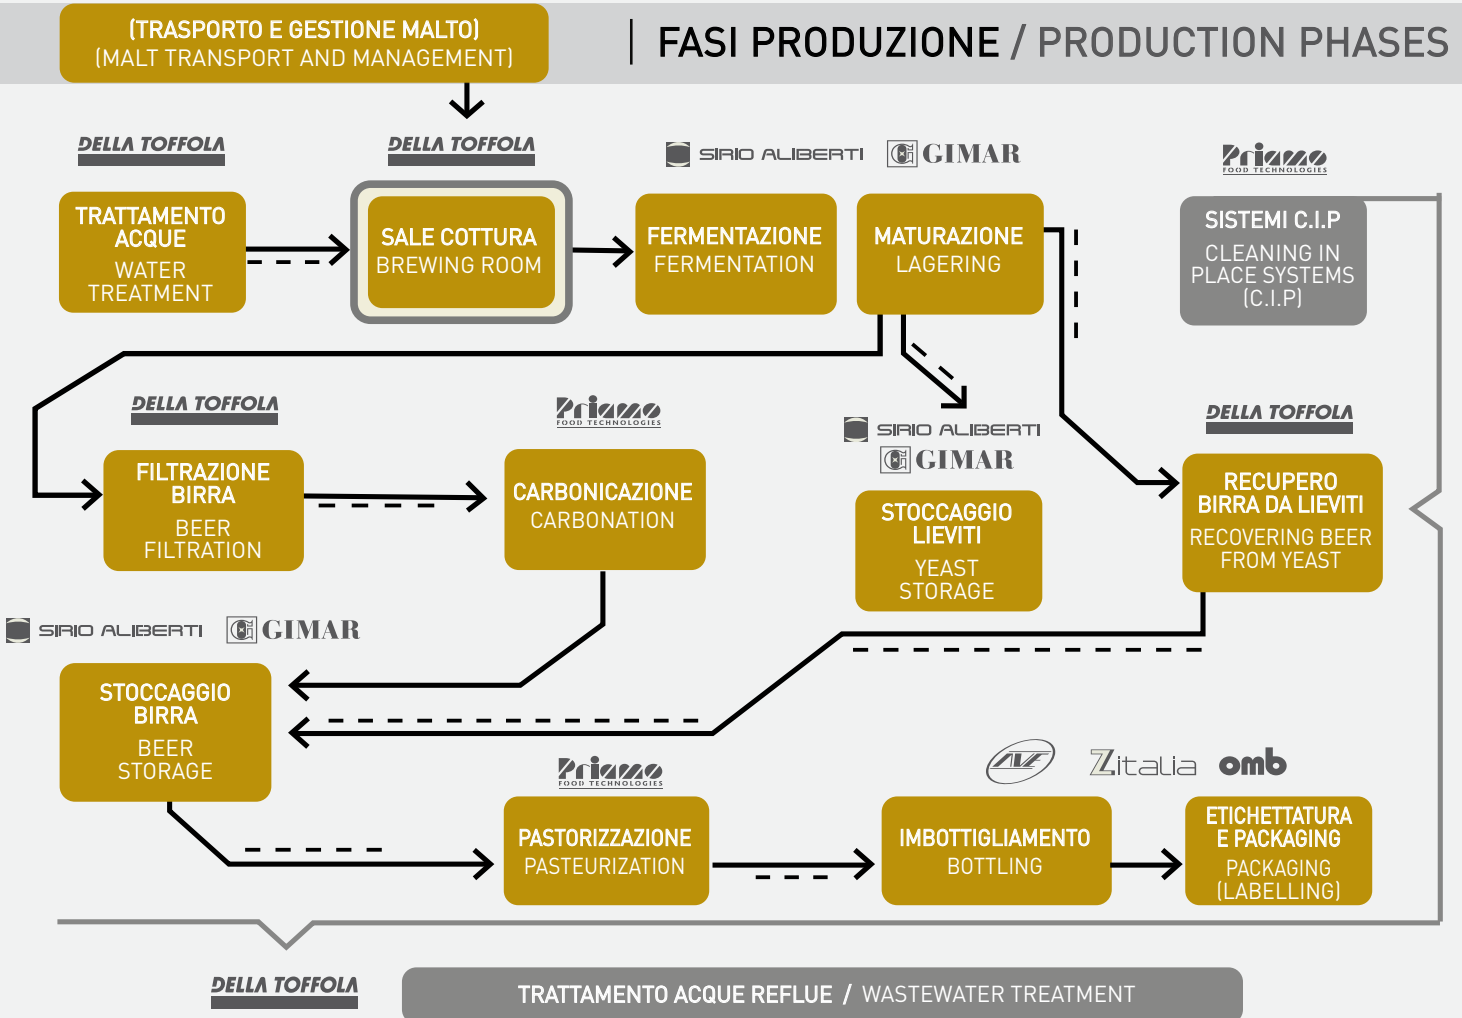 (TRASPORTO E GESTIONE MALTO)
(MALT TRANSPORT AND MANAGEMENT)
FASI PRODUZIONE / PRODUCTION PHASES
DELLA TOFFOLA
DELLA TOFFOLA
SIRIO ALIBERTI
GIMAR
Priamo
FOOD TECHNOLOGIES
TRATTAMENTO
ACQUE
WATER
TREATMENT
SALE COTTURA
BREWING ROOM
FERMENTAZIONE
FERMENTATION
MATURAZIONE
LAGERING
SISTEMI C.I.P
CLEANING IN
PLACE SYSTEMS
(C.I.P)
DELLA TOFFOLA
Priamo
FOOD TECHNOLOGIES
SIRIO ALIBERTI
GIMAR
DELLA TOFFOLA
FILTRAZIONE
BIRRA
BEER
FILTRATION
CARBONICAZIONE
CARBONATION
STOCCAGGIO
LIEVITI
YEAST
STORAGE
RECUPERO
BIRRA DA LIEVITI
RECOVERING BEER
FROM YEAST
SIRIO ALIBERTI
GIMAR
STOCCAGGIO
BIRRA
BEER
STORAGE
Priamo
FOOD TECHNOLOGIES
AVE
Zitalia
omb
PASTORIZZAZIONE
PASTEURIZATION
IMBOTTIGLIAMENTO
BOTTLING
ETICHETTATURA
E PACKAGING
PACKAGING
(LABELLING)
DELLA TOFFOLA
TRATTAMENTO ACQUE REFLUE / WASTEWATER TREATMENT